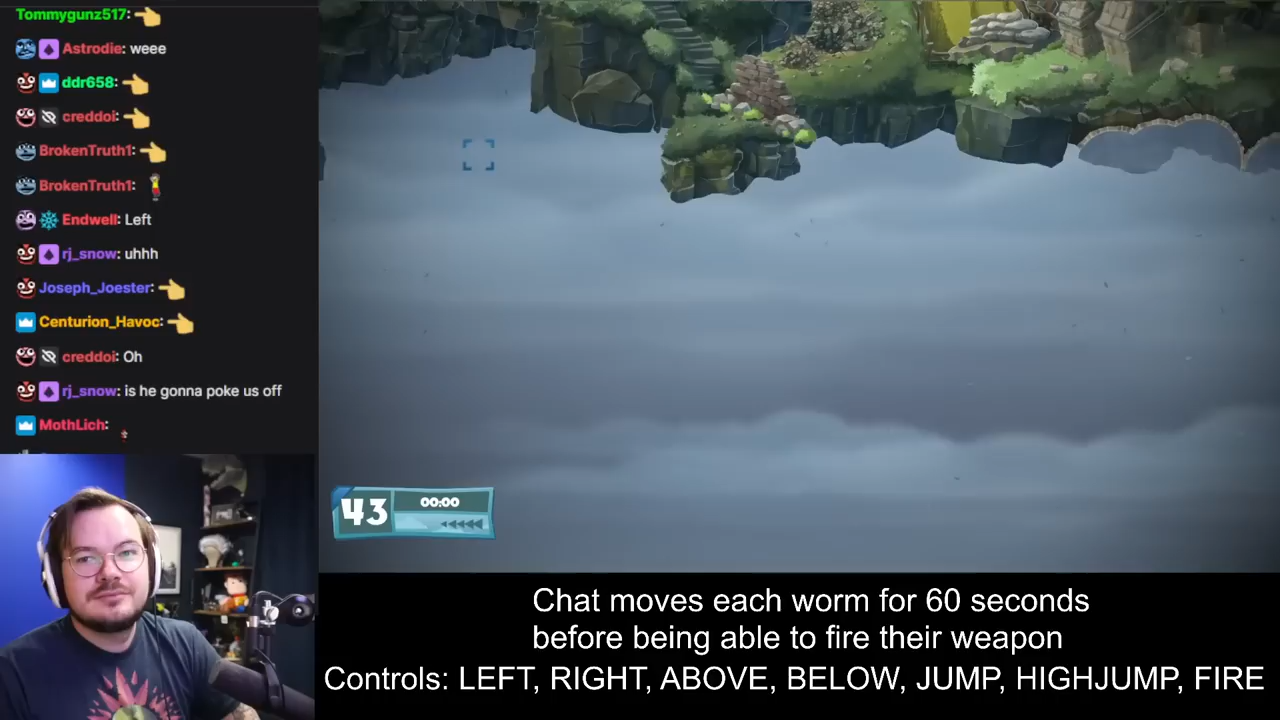 Tommygunz517:
Astrodie: weee
ddr658:
creddoi:
BrokenTruth1:
BrokenTruth1:
Endwell: Left
rj_snow: uhhh
Joseph_Joester:
Centurion_Havoc:
creddoi: Oh
rj_snow: is he gonna poke us off
MothLich:
43
00:00
Chat moves each worm for 60 seconds
before being able to fire their weapon
Controls: LEFT, RIGHT, ABOVE, BELOW, JUMP, HIGHJUMP, FIRE